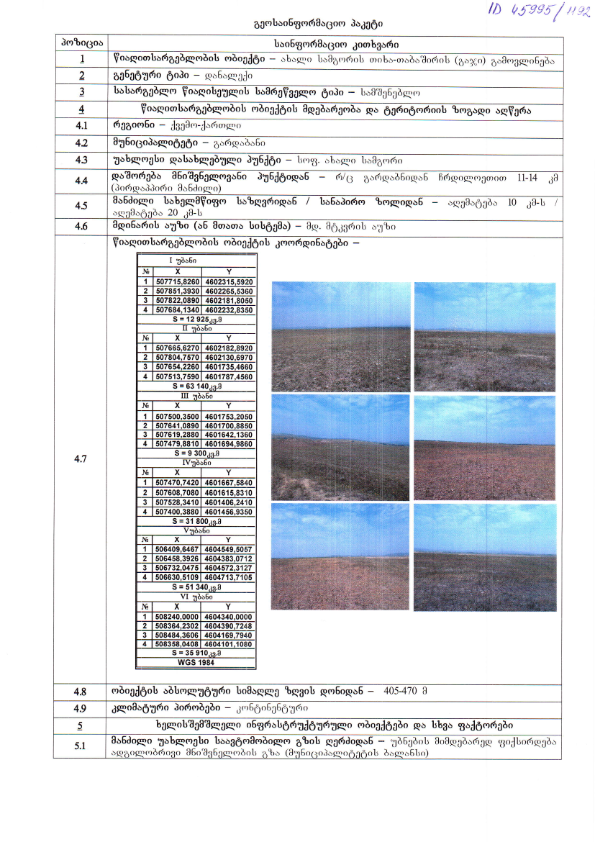 ID 45995/1192
გეოსაინფორმაციო პაკეტი
პოზიცია საინფორმაციო კითხვარი
1 წიაღითსარგებლობის ობიექტი – ახალი სამგორის თიხა-თაბაშირის (გაჯი) გამოვლინება
2 გენეტური ტიპი – დანალექი
3 სასარგებლო წიაღისეულის სამრეწველო ტიპი – სამშენებლო
4 წიაღითსარგებლობის ობიექტის მდებარეობა და ტერიტორიის ზოგადი აღწერა
4.1 რეგიონი – ქვემო-ქართლი
4.2 მუნიციპალიტეტი – გარდაბანი
4.3 უახლოესი დასახლებული პუნქტი – სოფ. ახალი სამგორი
4.4 დაშორება მნიშვნელოვანი პუნქტიდან – რ/ც გარდაბნიდან ჩრდილოეთით 11-14 კმ
(პირდაპირი მანძილი)
4.5 მანძილი სახელმწიფო საზღვრიდან / სანაპირო ზოლიდან – აღემატება 10 კმ-ს /
აღემატება 20 კმ-ს
4.6 მდინარის აუზი (ან მთათა სისტემა) – მდ. მტკვრის აუზი
4.7 წიაღითსარგებლობის ობიექტის კოორდინატები –
I უბანი
№ X Y
1 507715,8260 4602315,5920
2 507851,3930 4602265,5360
3 507822,0890 4602181,8050
4 507684,1340 4602232,8350
S = 12 925კვ.მ
II უბანი
№ X Y
1 507665,6270 4602182,8920
2 507804,7570 4602130,6970
3 507654,2260 4601735,4660
4 507513,7590 4601787,4560
S = 63 140კვ.მ
III უბანი
№ X Y
1 507500,3500 4601753,2050
2 507641,0890 4601700,8850
3 507619,2880 4601642,1360
4 507479,8810 4601694,9860
S = 9 300კვ.მ
IV უბანი
№ X Y
1 507470,7420 4601667,5840
2 507608,7080 4601615,8310
3 507528,3410 4601406,2410
4 507400,3880 4601456,9350
S = 31 800კვ.მ
V უბანი
№ X Y
1 506409,6467 4604549,5057
2 506458,3926 4604383,0712
3 506732,0475 4604572,3127
4 506630,5109 4604713,7105
S = 51 340კვ.მ
VI უბანი
№ X Y
1 508240,0000 4604340,0000
2 508364,2302 4604390,7248
3 508484,3606 4604169,7940
4 508358,0408 4604101,1080
S = 35 910კვ.მ
WGS 1984
4.8 ობიექტის აბსოლუტური სიმაღლე ზღვის დონიდან – 405-470 მ
4.9 კლიმატური პირობები – კონტინენტური
5 ხელისშემშლელი ინფრასტრუქტურული ობიექტები და სხვა ფაქტორები
5.1 მანძილი უახლოესი საავტომობილო გზის ღერძიდან – უბნების მიმდებარედ ფიქსირდება
ადგილობრივი მნიშვნელობის გზა (მუნიციპალიტეტის ბალანსი)